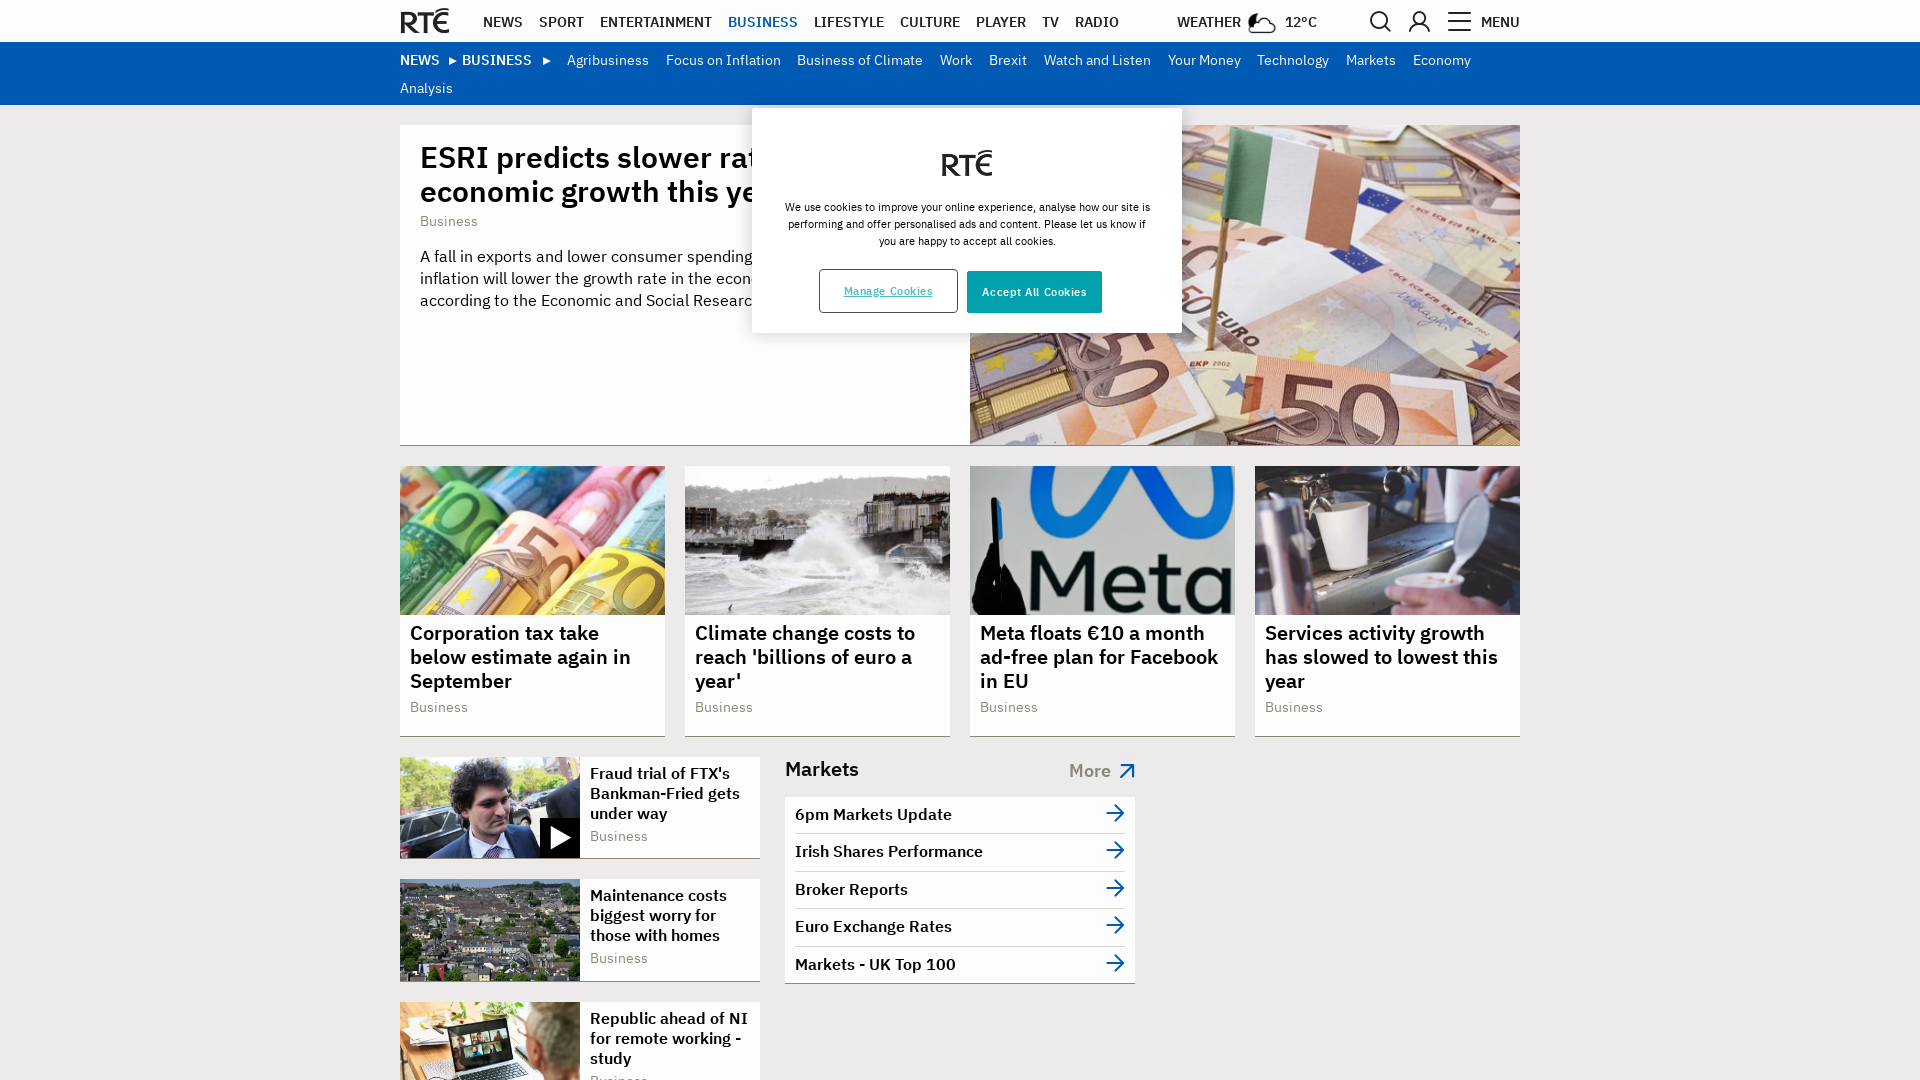 RTÉ NEWS SPORT ENTERTAINMENT BUSINESS LIFESTYLE CULTURE PLAYER TV RADIO WEATHER 12°C MENU
NEWS ▸ BUSINESS ▸ Agribusiness Focus on Inflation Business of Climate Work Brexit Watch and Listen Your Money Technology Markets Economy
Analysis
ESRI predicts slower
economic growth this
Business
A fall in exports and lower consumer spending
inflation will lower the growth rate in the
according to the Economic and Social
RTÉ
We use cookies to improve your online experience, analyse how our site is
performing and offer personalised ads and content. Please let us know if
you are happy to accept all cookies.
Manage Cookies
Accept All Cookies
EURO
50
Corporation tax take
below estimate again in
September
Business
Climate change costs to
reach 'billions of euro a
year'
Business
Meta
Meta floats €10 a month
ad-free plan for Facebook
in EU
Business
Services activity growth
has slowed to lowest this
year
Business
Fraud trial of FTX's
Bankman-Fried gets
under way
Business
Maintenance costs
biggest worry for
those with homes
Business
Republic ahead of NI
for remote working -
study
Business
Markets
More
6pm Markets Update
Irish Shares Performance
Broker Reports
Euro Exchange Rates
Markets - UK Top 100